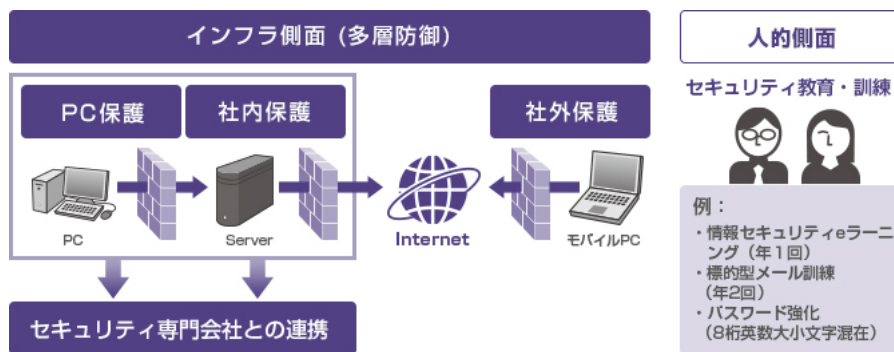 インフラ側面 (多層防御)
PC保護
社内保護
社外保護
PC
Server
Internet
モバイルPC
セキュリティ専門会社との連携
人的側面
セキュリティ教育・訓練
例：
・情報セキュリティeラーニ
ング（年１回）
・標的型メール訓練
（年2回）
・パスワード強化
（8桁英数大小文字混在）